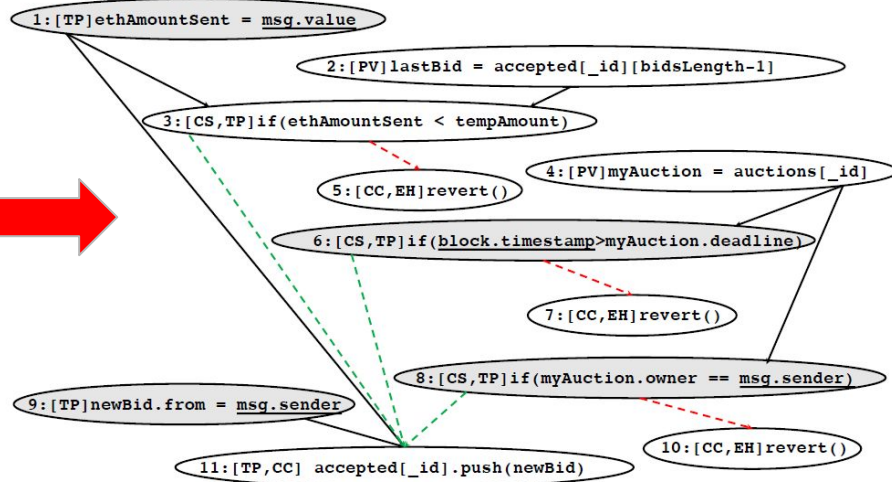 1:[TP]ethAmountSent = msg.value
2:[PV]lastBid = accepted[_id][bidsLength-1]
3:[CS,TP]if(ethAmountSent < tempAmount)
4:[PV]myAuction = auctions[_id]
5:[CC,EH]revert()
6:[CS,TP]if(block.timestamp>myAuction.deadline)
7:[CC,EH]revert()
8:[CS,TP]if(myAuction.owner == msg.sender)
9:[TP]newBid.from = msg.sender
10:[CC,EH]revert()
11:[TP,CC] accepted[_id].push(newBid)